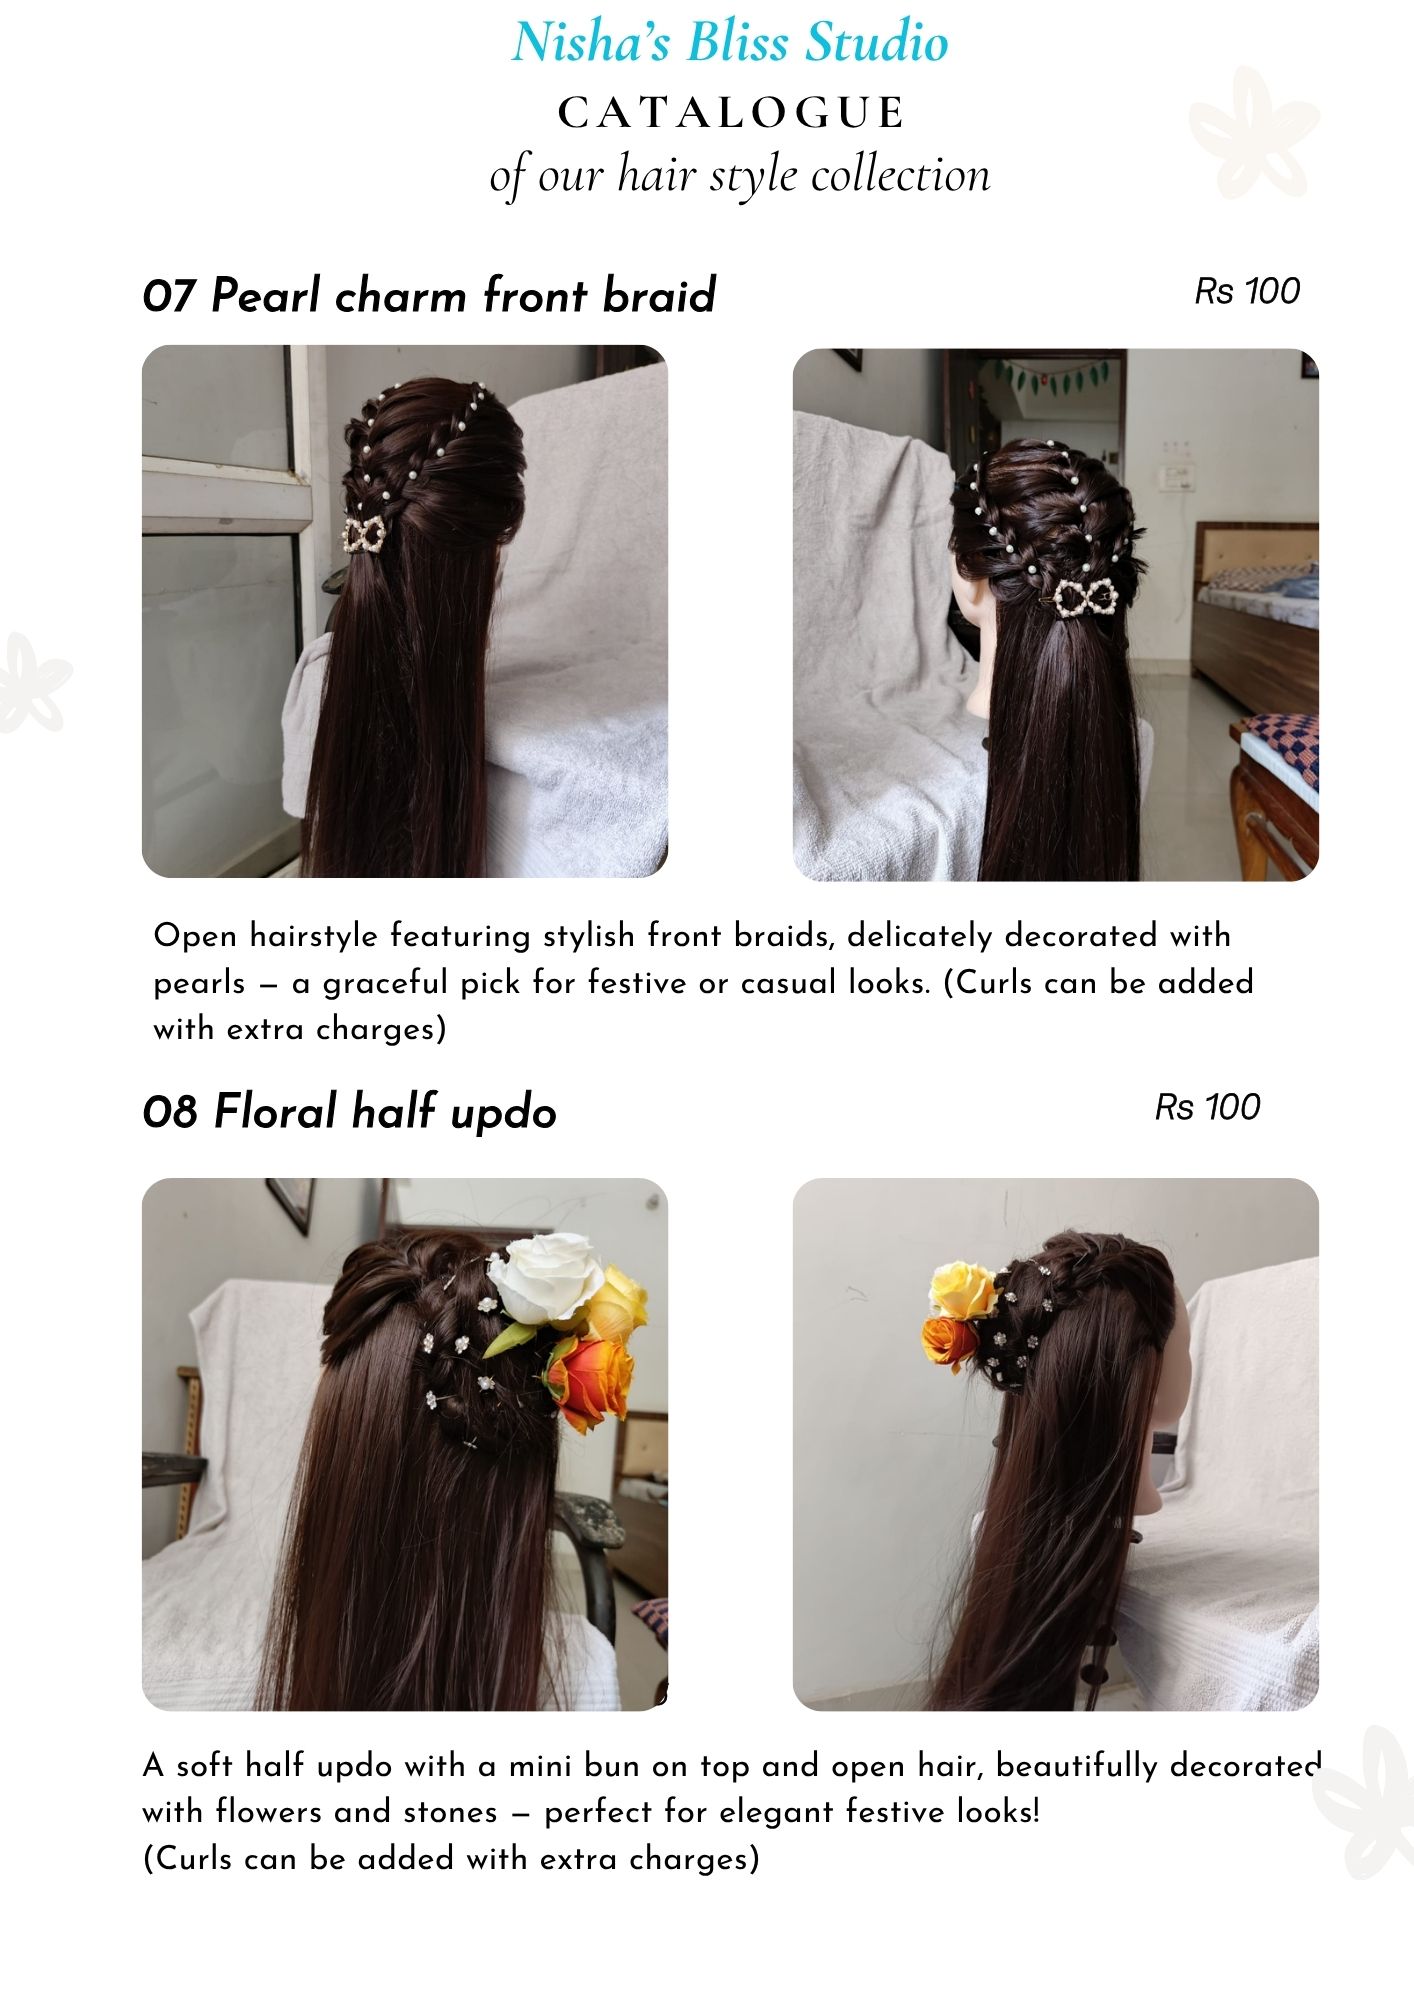 Nisha’s Bliss Studio
CATALOGUE
of our hair style collection
07 Pearl charm front braid
Rs 100
Open hairstyle featuring stylish front braids, delicately decorated with
pearls – a graceful pick for festive or casual looks. (Curls can be added
with extra charges)
08 Floral half updo
Rs 100
A soft half updo with a mini bun on top and open hair, beautifully decorated
with flowers and stones – perfect for elegant festive looks!
(Curls can be added with extra charges)